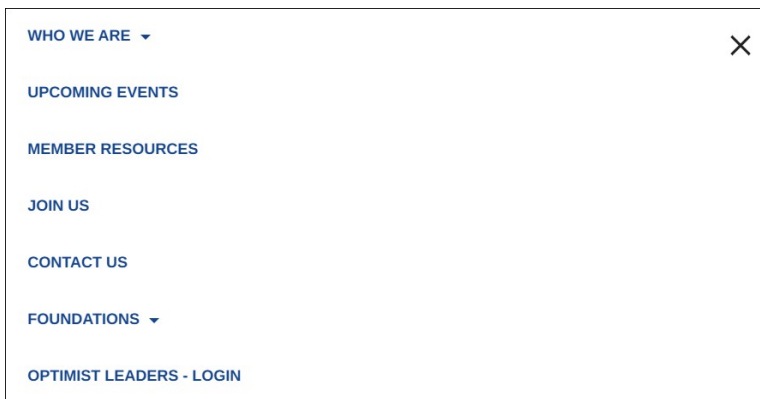 WHO WE ARE
UPCOMING EVENTS
MEMBER RESOURCES
JOIN US
CONTACT US
FOUNDATIONS
OPTIMIST LEADERS - LOGIN